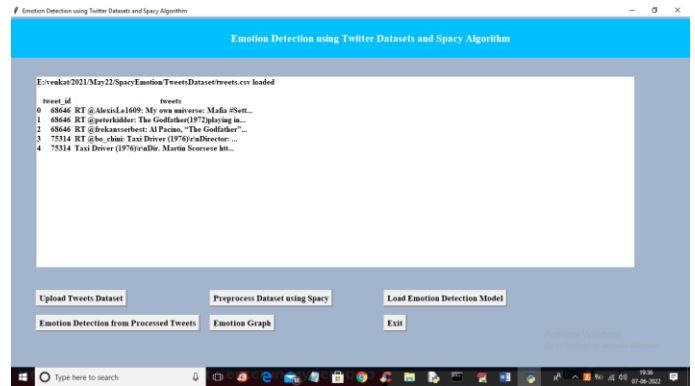 Emotion Detection using Twitter Datasets and Spacy Algorithm
Emotion Detection using Twitter Datasets and Spacy Algorithm
E:/venkat/2021/May22/SpacyEmotion/TweetsDataset/tweets.csv loaded
tweet_id tweets
0 68646 RT @AlexisLe1609: My own universe: Mafia #Sett...
1 68646 RT @peterkidder: The Godfather(1972)playing in...
2 68646 RT @frekansserbest: Al Pacino, “The Godfather”...
3 75314 RT @bo_chini: Taxi Driver (1976)\r\nDirector: ...
4 75314 Taxi Driver (1976)\r\nDir. Martin Scorsese htt...
Upload Tweets Dataset Preprocess Dataset using Spacy Load Emotion Detection Model
Emotion Detection from Processed Tweets Emotion Graph Exit
Activate Windows
Type here to search
19:36
07-06-2022